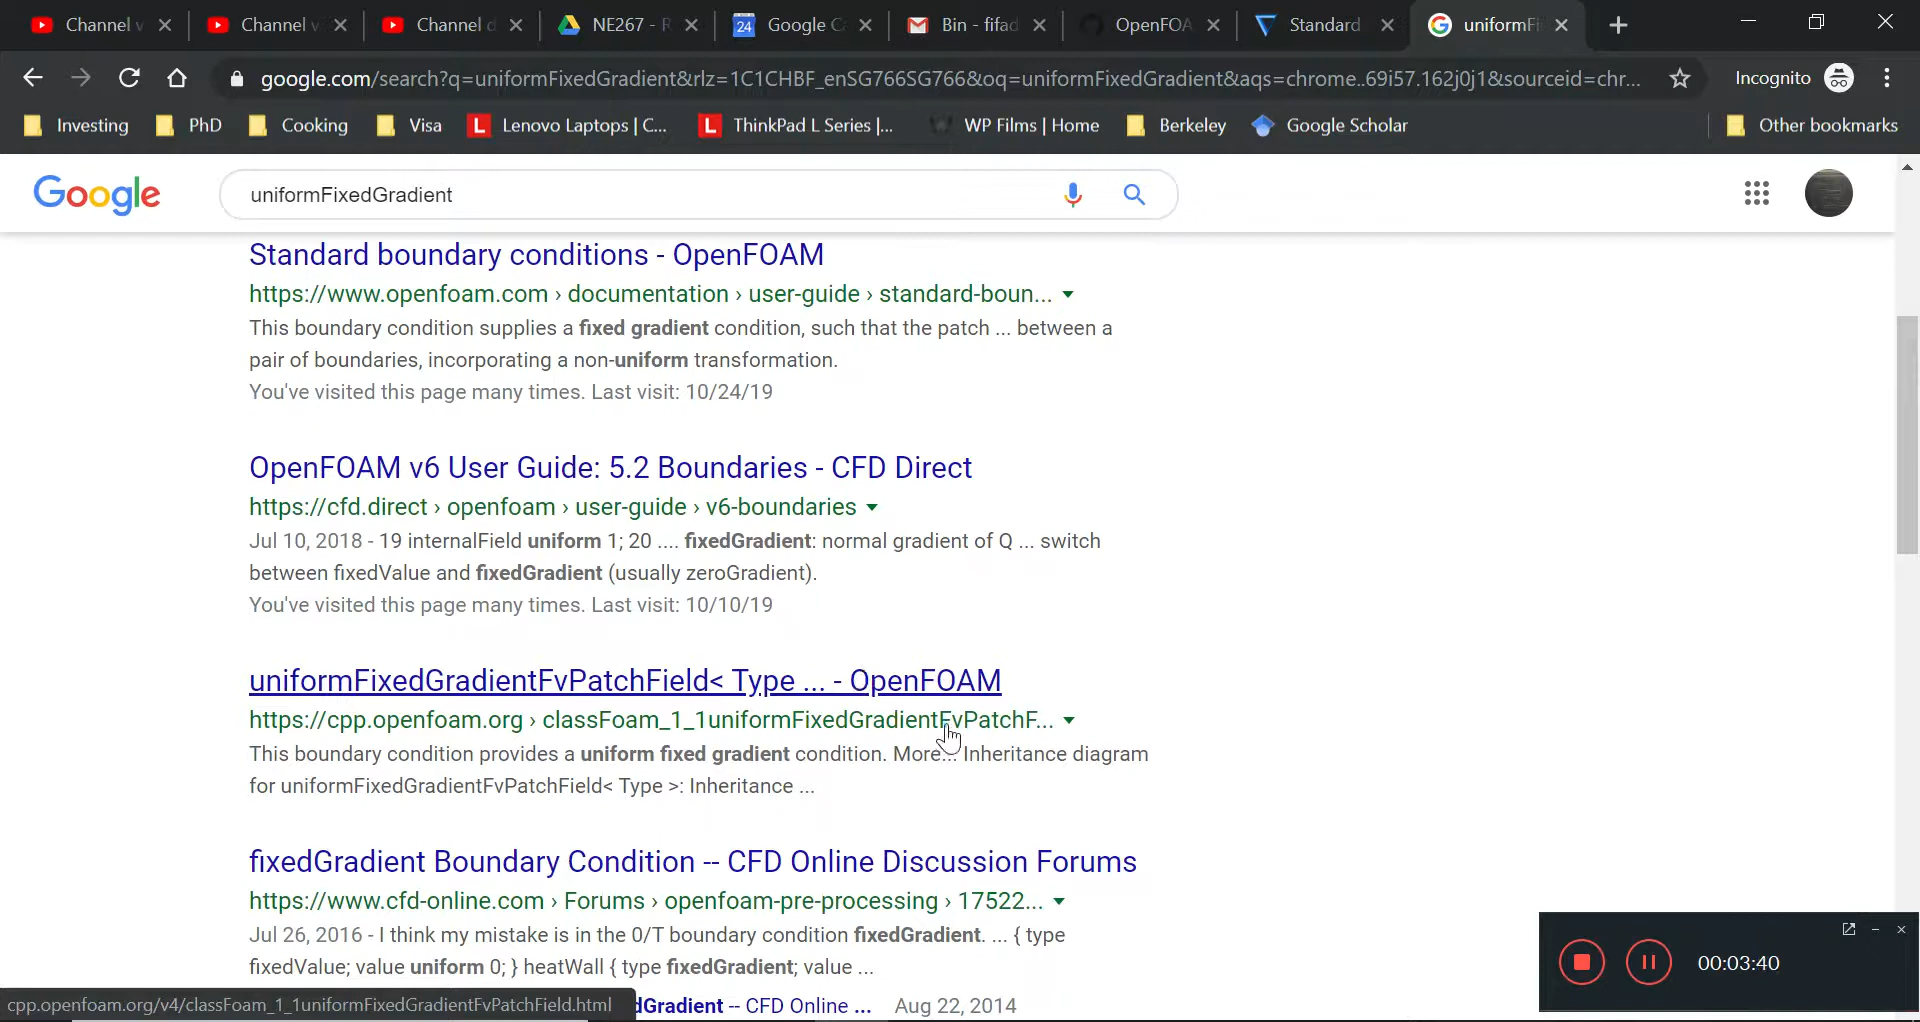 Channel v
Channel v
Channel d
NE267 - R
24
Google Ca
Bin - fifad
OpenFOA
Standard
uniformFi
google.com/search?q=uniformFixedGradient&rlz=1C1CHBF_enSG766SG766&oq=uniformFixedGradient&aqs=chrome..69i57.162j0j1&sourceid=chr...
Incognito
Investing
PhD
Cooking
Visa
L Lenovo Laptops | C...
L ThinkPad L Series |...
WP Films | Home
Berkeley
Google Scholar
Other bookmarks
Google
uniformFixedGradient
Standard boundary conditions - OpenFOAM
https://www.openfoam.com › documentation › user-guide › standard-boun...
This boundary condition supplies a fixed gradient condition, such that the patch ... between a
pair of boundaries, incorporating a non-uniform transformation.
You've visited this page many times. Last visit: 10/24/19
OpenFOAM v6 User Guide: 5.2 Boundaries - CFD Direct
https://cfd.direct › openfoam › user-guide › v6-boundaries
Jul 10, 2018 - 19 internalField uniform 1; 20 .... fixedGradient: normal gradient of Q ... switch
between fixedValue and fixedGradient (usually zeroGradient).
You've visited this page many times. Last visit: 10/10/19
uniformFixedGradientFvPatchField< Type ... - OpenFOAM
https://cpp.openfoam.org › classFoam_1_1uniformFixedGradientFvPatchF...
This boundary condition provides a uniform fixed gradient condition. More... Inheritance diagram
for uniformFixedGradientFvPatchField< Type >: Inheritance ...
fixedGradient Boundary Condition -- CFD Online Discussion Forums
https://www.cfd-online.com › Forums › openfoam-pre-processing › 17522...
Jul 26, 2016 - I think my mistake is in the 0/T boundary condition fixedGradient. ... { type
fixedValue; value uniform 0; } heatWall { type fixedGradient; value ...
dGradient -- CFD Online ... Aug 22, 2014
cpp.openfoam.org/v4/classFoam_1_1uniformFixedGradientFvPatchField.html
00:03:40